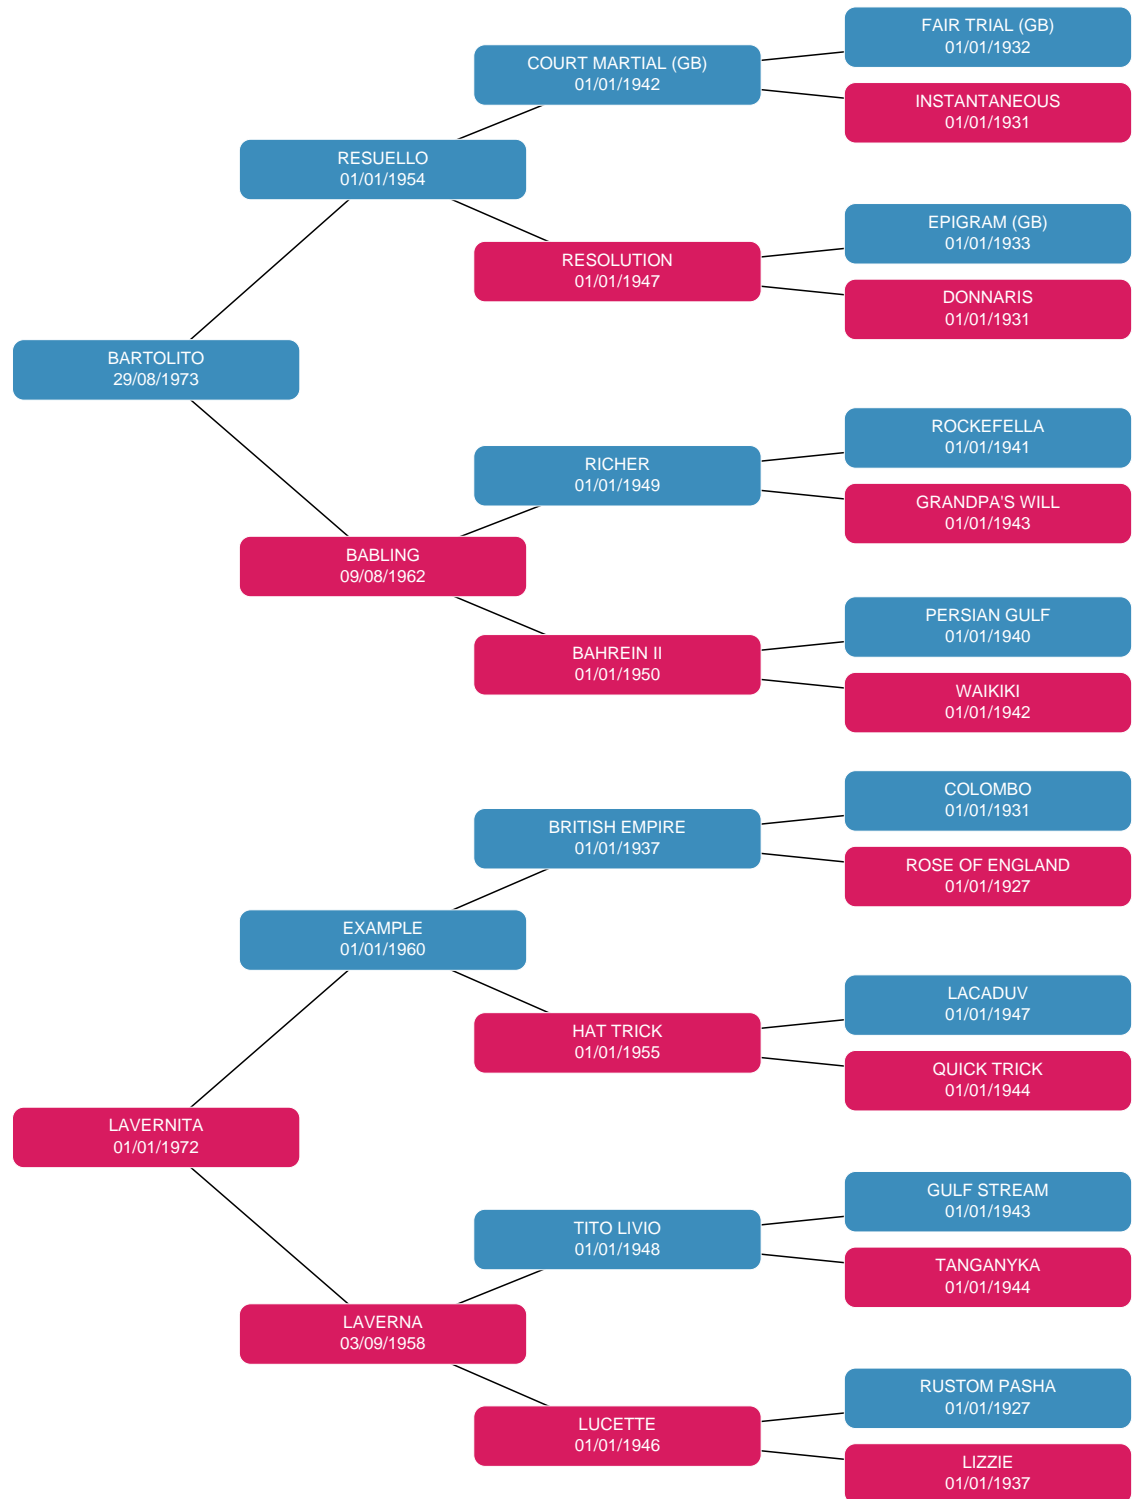 FAIR TRIAL (GB)
01/01/1932
COURT MARTIAL (GB)
01/01/1942
INSTANTANEOUS
01/01/1931
RESUELLO
01/01/1954
EPIGRAM (GB)
01/01/1933
RESOLUTION
01/01/1947
DONNARIS
01/01/1931
BARTOLITO
29/08/1973
ROCKEFELLA
01/01/1941
RICHER
01/01/1949
GRANDPA'S WILL
01/01/1943
BABLING
09/08/1962
PERSIAN GULF
01/01/1940
BAHREIN II
01/01/1950
WAIKIKI
01/01/1942
COLOMBO
01/01/1931
BRITISH EMPIRE
01/01/1937
ROSE OF ENGLAND
01/01/1927
EXAMPLE
01/01/1960
LACADUV
01/01/1947
HAT TRICK
01/01/1955
QUICK TRICK
01/01/1944
LAVERNITA
01/01/1972
GULF STREAM
01/01/1943
TITO LIVIO
01/01/1948
TANGANYKA
01/01/1944
LAVERNA
03/09/1958
RUSTOM PASHA
01/01/1927
LUCETTE
01/01/1946
LIZZIE
01/01/1937